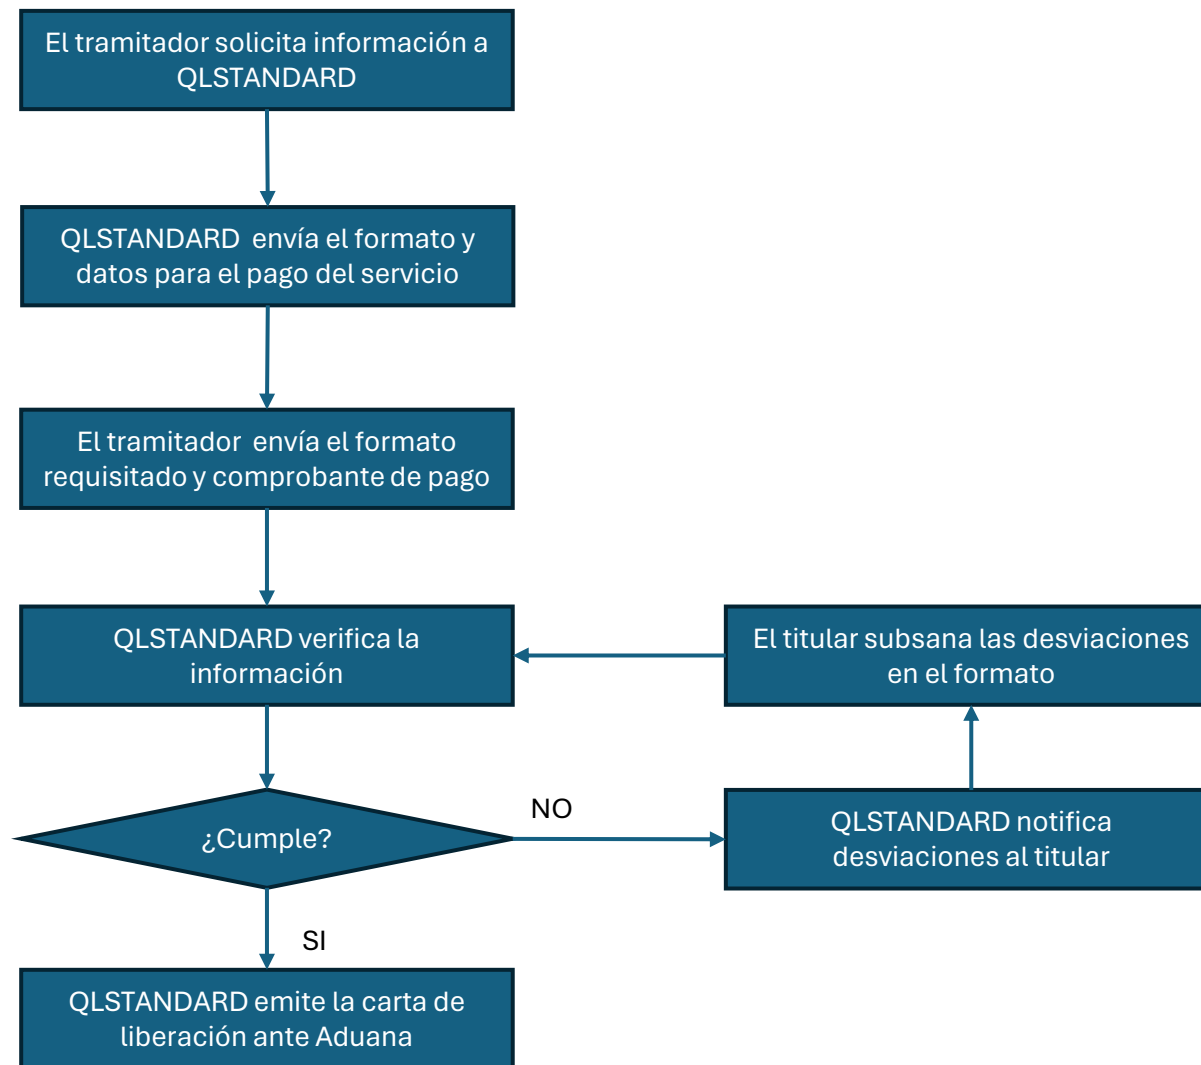 El tramitador solicita información a
QLSTANDARD
QLSTANDARD  envía el formato y
datos para el pago del servicio
El tramitador  envía el formato
requisitado y comprobante de pago
QLSTANDARD verifica la
información
El titular subsana las desviaciones
en el formato
¿Cumple?
NO
QLSTANDARD notifica
desviaciones al titular
SI
QLSTANDARD emite la carta de
liberación ante Aduana